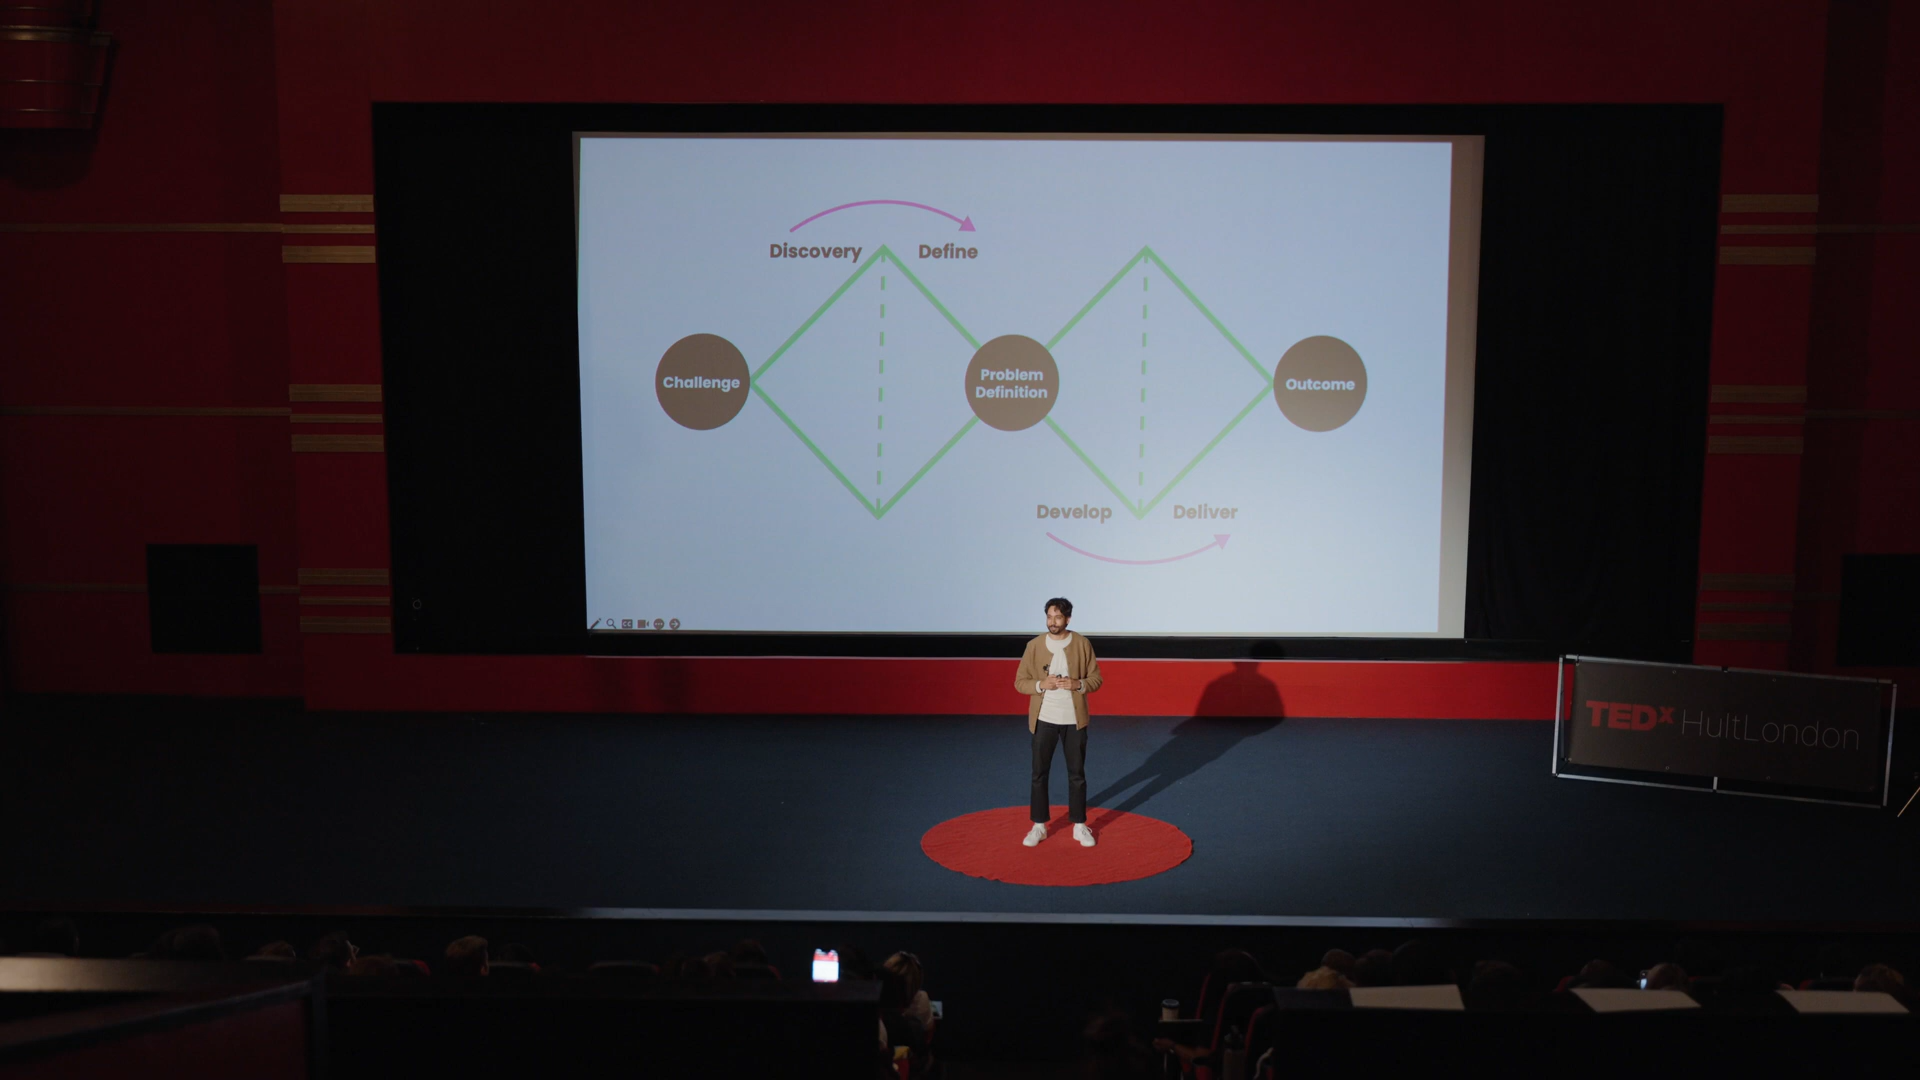 Discovery
Define
Challenge
Problem
Definition
Outcome
Develop
Deliver
TEDx HultLondon